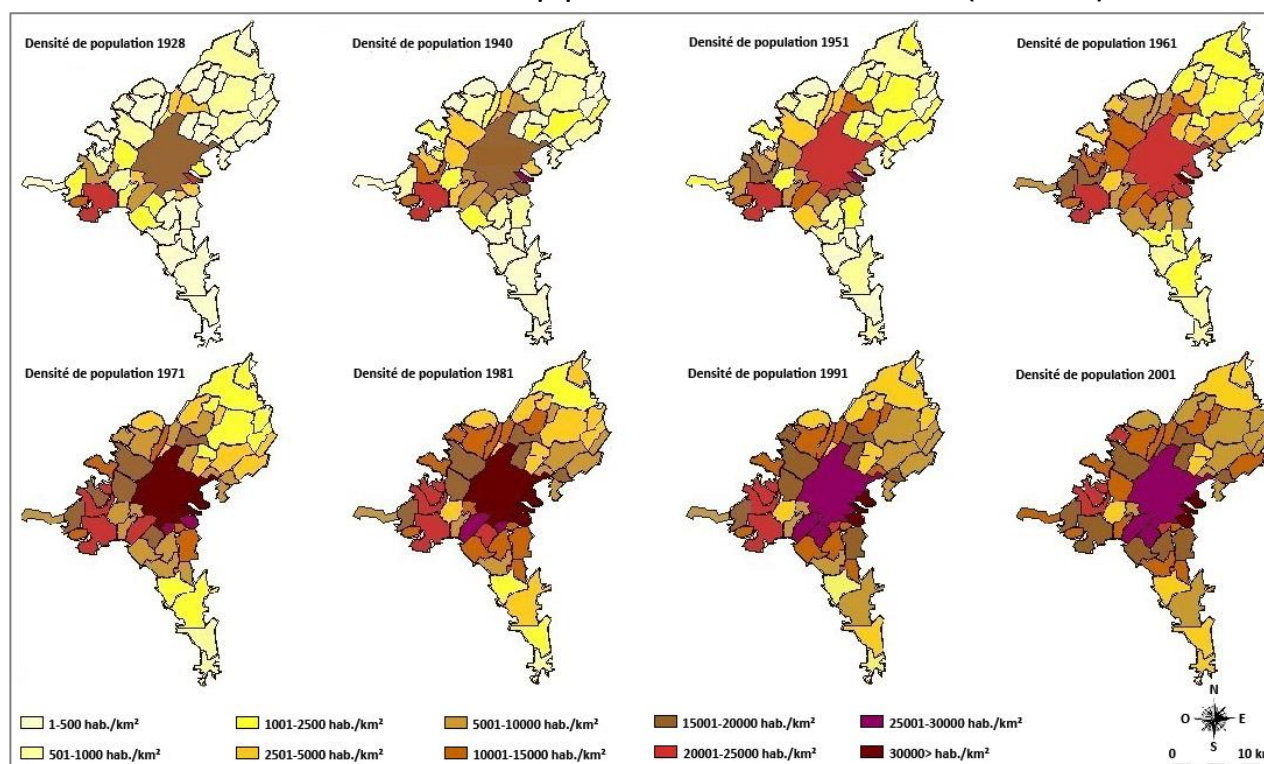 Densité de population 1928
Densité de population 1940
Densité de population 1951
Densité de population 1961
Densité de population 1971
Densité de population 1981
Densité de population 1991
Densité de population 2001
1-500 hab./km²
1001-2500 hab./km²
5001-10000 hab./km²
15001-20000 hab./km²
25001-30000 hab./km²
501-1000 hab./km²
2501-5000 hab./km²
10001-15000 hab./km²
20001-25000 hab./km²
30000> hab./km²
N
O E
S
0 10